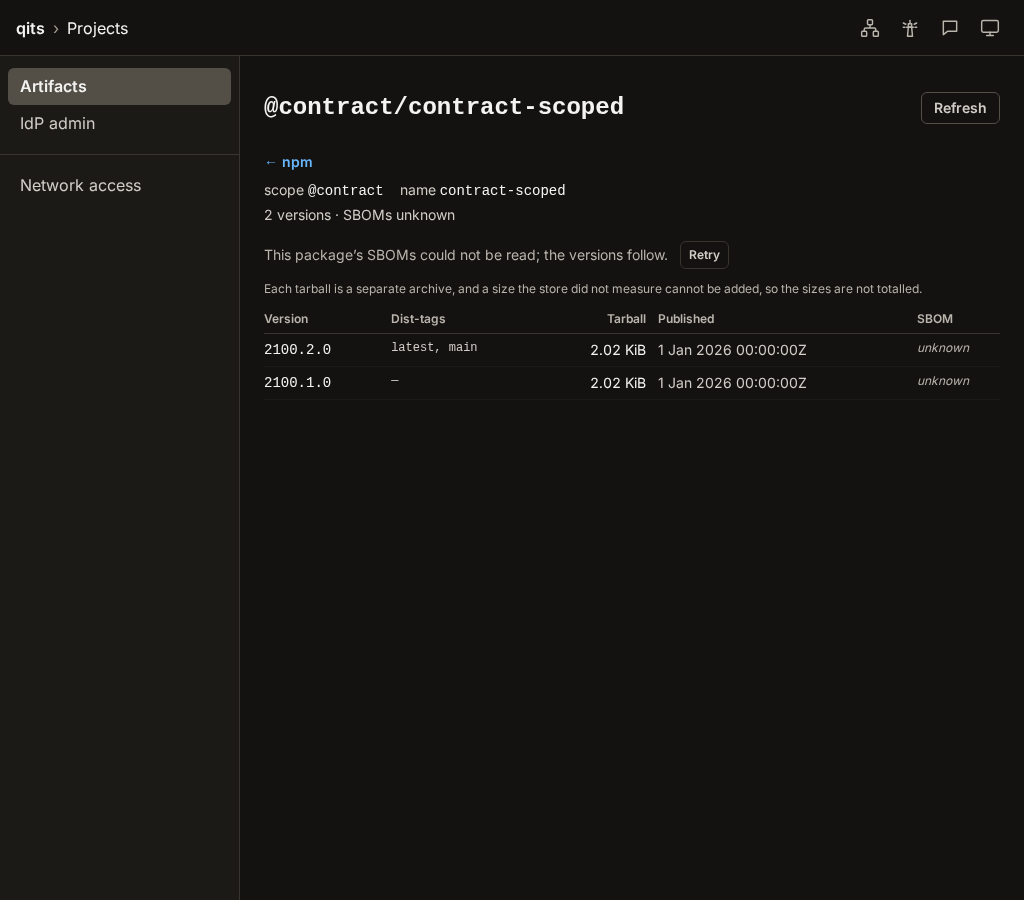 qits › Projects
Artifacts
IdP admin
Network access
@contract/contract-scoped
Refresh
← npm
scope @contract name contract-scoped
2 versions · SBOMs unknown
This package’s SBOMs could not be read; the versions follow. Retry
Each tarball is a separate archive, and a size the store did not measure cannot be added, so the sizes are not totalled.
Version Dist-tags Tarball Published SBOM
2100.2.0 latest, main 2.02 KiB 1 Jan 2026 00:00:00Z unknown
2100.1.0 — 2.02 KiB 1 Jan 2026 00:00:00Z unknown